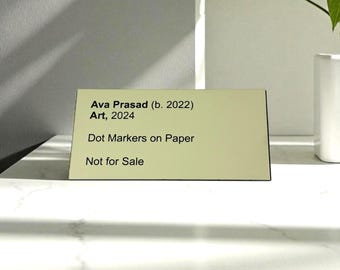 Ava Prasad (b. 2022)
Art, 2024
Dot Markers on Paper
Not for Sale